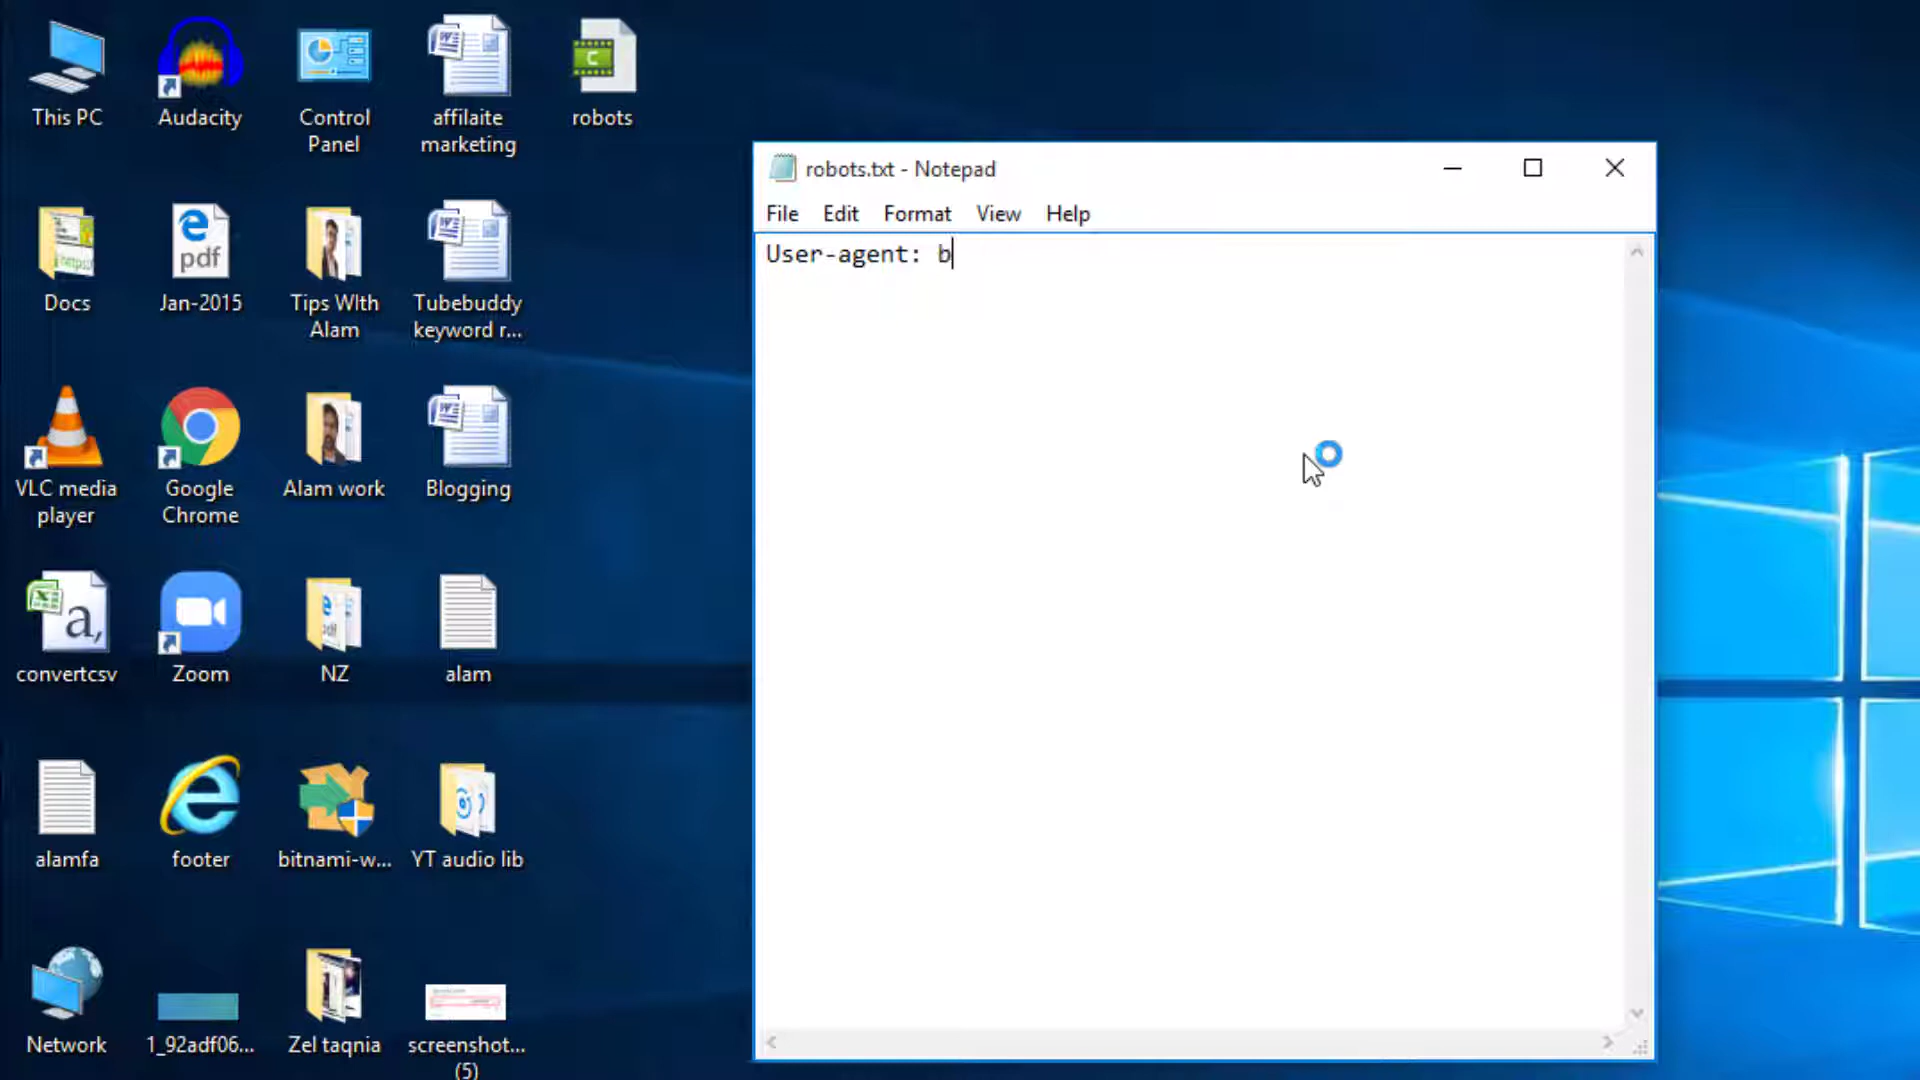 This PC
Audacity
Control
Panel
affilaite
marketing
robots
Docs
Jan-2015
Tips WIth
Alam
Tubebuddy
keyword r...
VLC media
player
Google
Chrome
Alam work
Blogging
convertcsv
Zoom
NZ
alam
alamfa
footer
bitnami-w...
YT audio lib
Network
1_92adf06...
Zel taqnia
screenshot...
(5)
robots.txt - Notepad
File Edit Format View Help
User-agent: b
pdf
a,
C